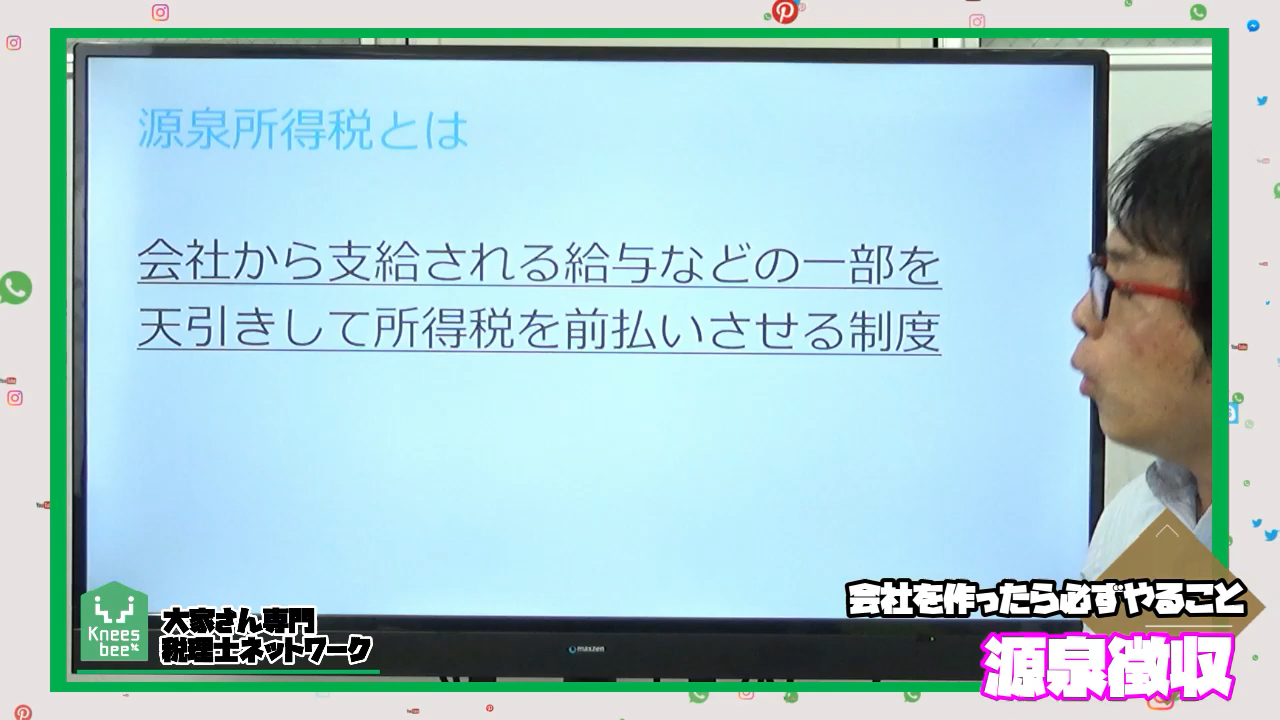 源泉所得税とは
会社から支給される給与などの一部を
天引きして所得税を前払いさせる制度
maxzen
Knees
bee
大家さん専門
税理士ネットワーク
会社を作ったら必ずやること
源泉徴収